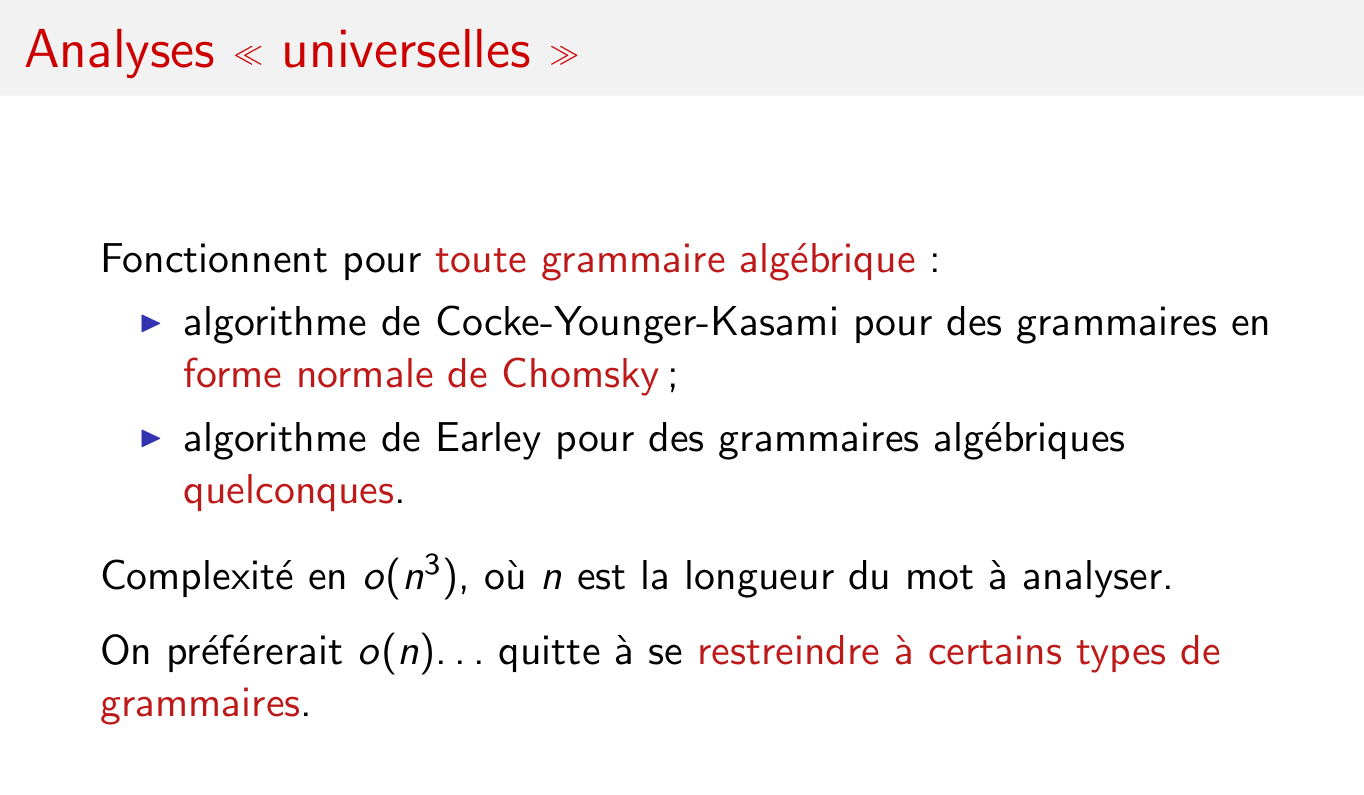 Analyses ≪ universelles ≫
Fonctionnent pour toute grammaire algébrique :
▶ algorithme de Cocke-Younger-Kasami pour des grammaires en
forme normale de Chomsky ;
▶ algorithme de Earley pour des grammaires algébriques
quelconques.
Complexité en o(n³), où n est la longueur du mot à analyser.
On préférerait o(n)... quitte à se restreindre à certains types de
grammaires.